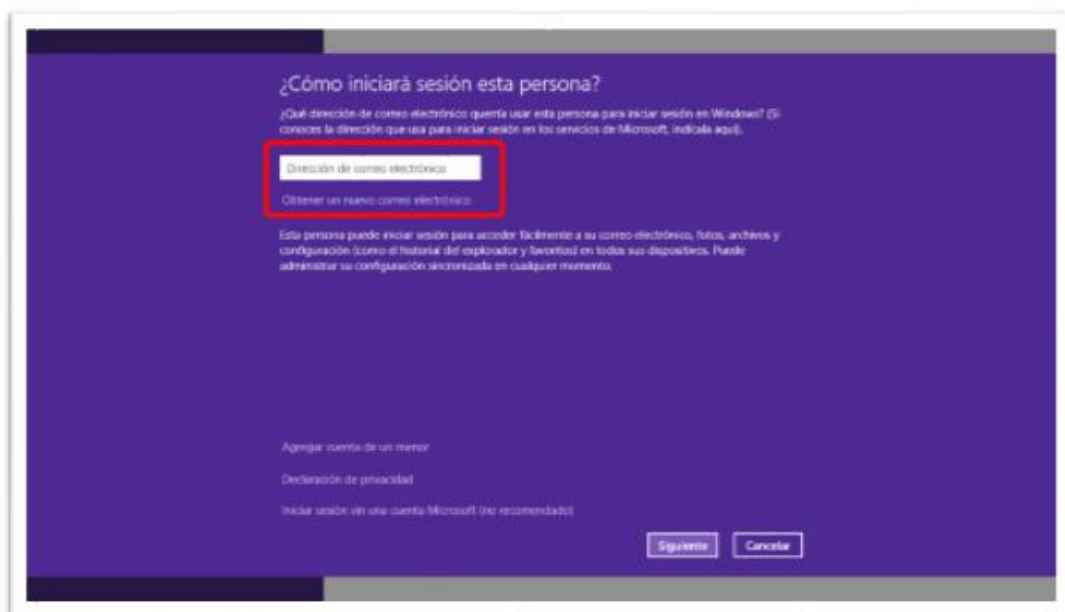 ¿Cómo iniciará sesión esta persona?
¿Qué dirección de correo electrónico querría usar esta persona para iniciar sesión en Windows? (Si
conoces la dirección que usa para iniciar sesión en los servicios de Microsoft, indícala aquí).
Dirección de correo electrónico
Obtener un nuevo correo electrónico
Esta persona puede iniciar sesión para acceder fácilmente a su correo electrónico, fotos, archivos y
configuración (como el historial del explorador y favoritos) en todos sus dispositivos. Puede
administrar su configuración sincronizada en cualquier momento.
Agregar cuenta de un menor
Declaración de privacidad
Iniciar sesión sin una cuenta Microsoft (no recomendado)
Siguiente
Cancelar